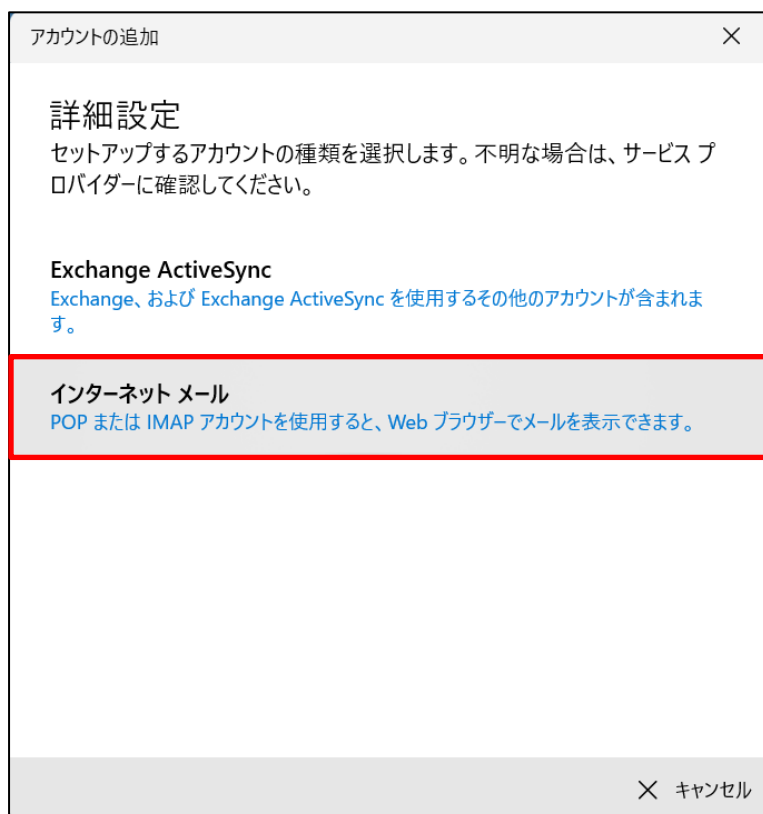 アカウントの追加
詳細設定
セットアップするアカウントの種類を選択します。不明な場合は、サービス プ
ロバイダーに確認してください。
Exchange ActiveSync
Exchange、および Exchange ActiveSync を使用するその他のアカウントが含まれま
す。
インターネット メール
POP または IMAP アカウントを使用すると、Web ブラウザーでメールを表示できます。
キャンセル